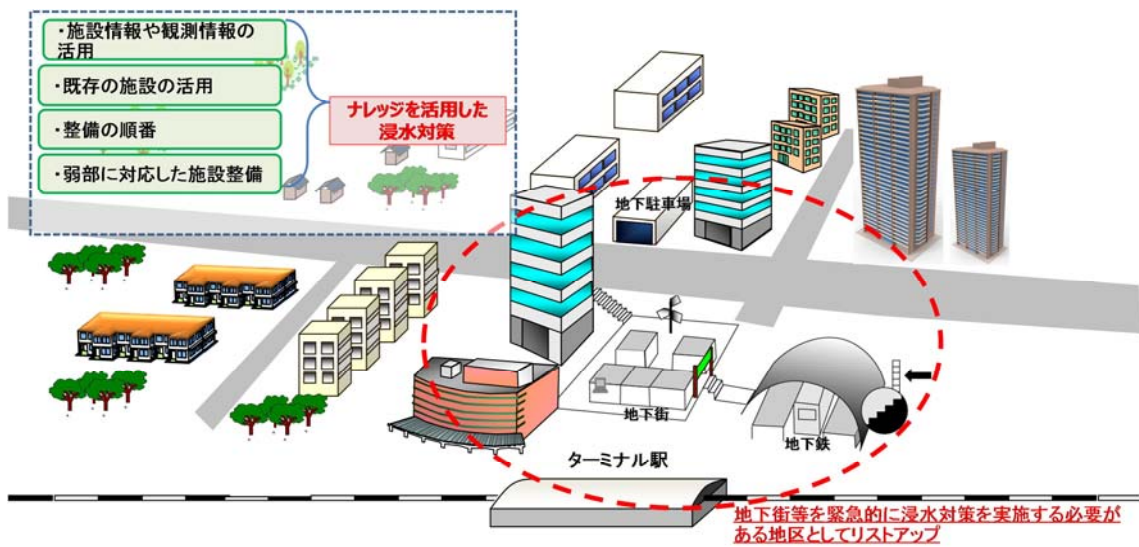 ・施設情報や観測情報の
活用
・既存の施設の活用
・整備の順番
・弱部に対応した施設整備
ナレッジを活用した
浸水対策
地下駐車場
地下街
地下鉄
ターミナル駅
地下街等を緊急的に浸水対策を実施する必要が
ある地区としてリストアップ